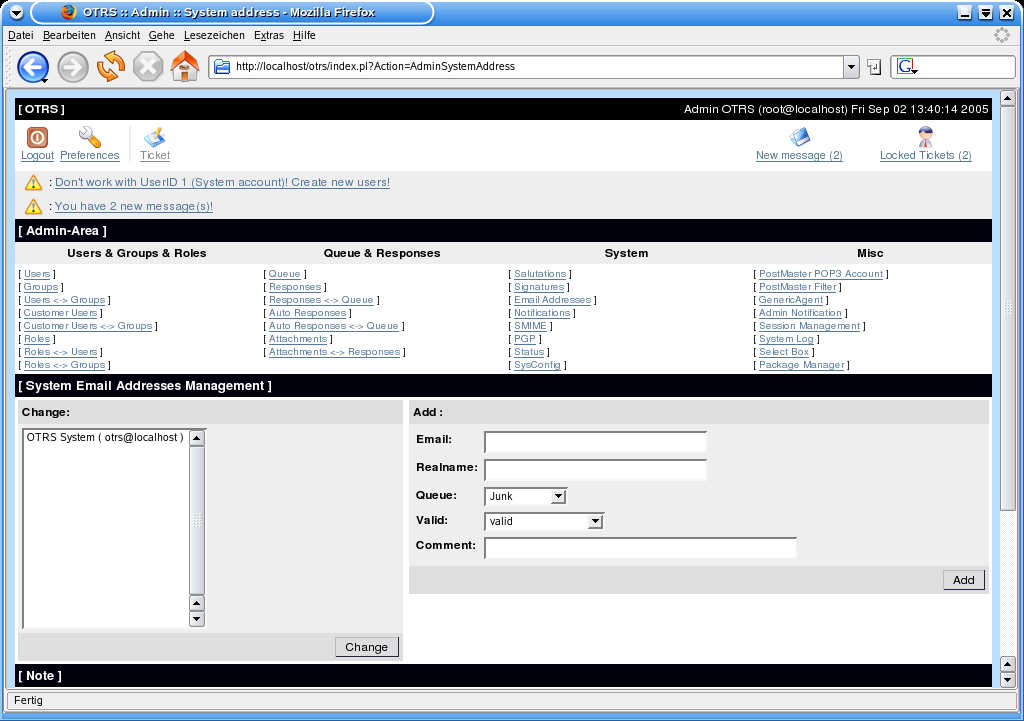 OTRS :: Admin :: System address - Mozilla Firefox
Datei Bearbeiten Ansicht Gehe Lesezeichen Extras Hilfe
http://localhost/otrs/index.pl?Action=AdminSystemAddress
G
[ OTRS ] Admin OTRS (root@localhost) Fri Sep 02 13:40:14 2005
Logout Preferences Ticket New message (2) Locked Tickets (2)
: Don't work with UserID 1 (System account)! Create new users!
: You have 2 new message(s)!
[ Admin-Area ]
Users & Groups & Roles Queue & Responses System Misc
[ Users ] [ Queue ] [ Salutations ] [ PostMaster POP3 Account ]
[ Groups ] [ Responses ] [ Signatures ] [ PostMaster Filter ]
[ Users <-> Groups ] [ Responses <-> Queue ] [ Email Addresses ] [ GenericAgent ]
[ Customer Users ] [ Auto Responses ] [ Notifications ] [ Admin Notification ]
[ Customer Users <-> Groups ] [ Auto Responses <-> Queue ] [ SMIME ] [ Session Management ]
[ Roles ] [ Attachments ] [ PGP ] [ System Log ]
[ Roles <-> Users ] [ Attachments <-> Responses ] [ Status ] [ Select Box ]
[ Roles <-> Groups ] [ SysConfig ] [ Package Manager ]
[ System Email Addresses Management ]
Change:
OTRS System ( otrs@localhost )
Change
Add :
Email:
Realname:
Queue: Junk
Valid: valid
Comment:
Add
[ Note ]
Fertig